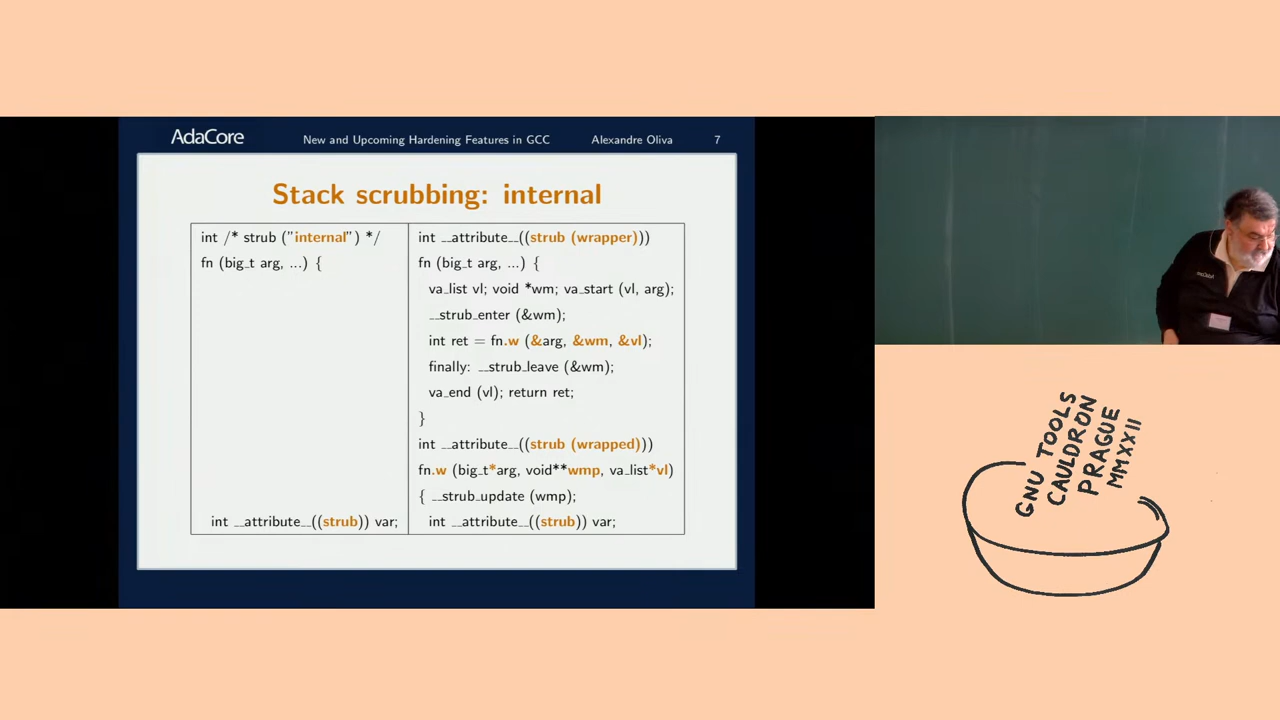 AdaCore New and Upcoming Hardening Features in GCC Alexandre Oliva 7
Stack scrubbing: internal
int /* strub ("internal") */
fn (big_t arg, ...) {
int __attribute__((strub)) var;
int __attribute__((strub (wrapper)))
fn (big_t arg, ...) {
va_list vl; void *wm; va_start (vl, arg);
__strub_enter (&wm);
int ret = fn.w (&arg, &wm, &vl);
finally: __strub_leave (&wm);
va_end (vl); return ret;
}
int __attribute__((strub (wrapped)))
fn.w (big_t*arg, void**wmp, va_list*vl)
{ __strub_update (wmp);
int __attribute__((strub)) var;
GNU TOOLS
CAULDRON
PRAGUE
MMXXII